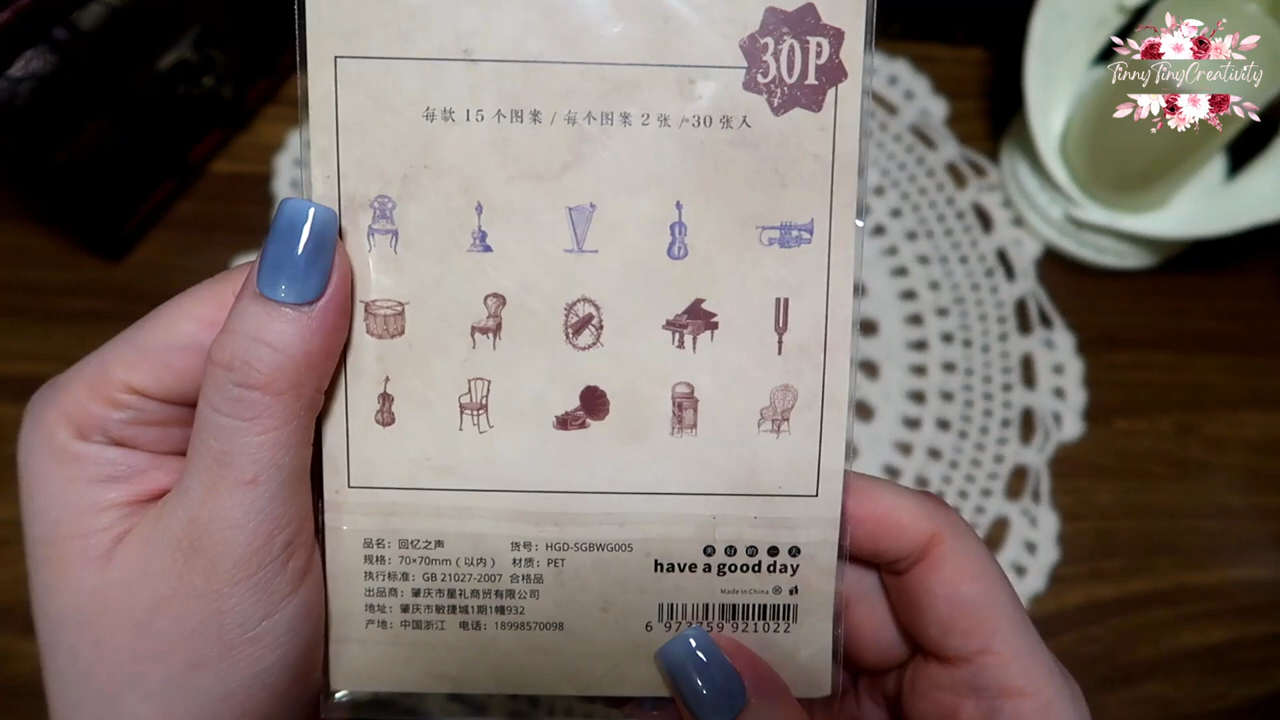 TinnyTinyCreativity
30P
每款 15 个图案 / 每个图案 2 张 / 30 张入
品名：回忆之声 货号：HGD-SGBWG005
规格：70×70mm（以内） 材质：PET
执行标准：GB 21027-2007 合格品
出品商：肇庆市星礼商贸有限公司
地址：肇庆市敏捷城1期1幢932
产地：中国浙江 电话：18998570098
美好的一天
have a good day
Made in China
6 973759 921022